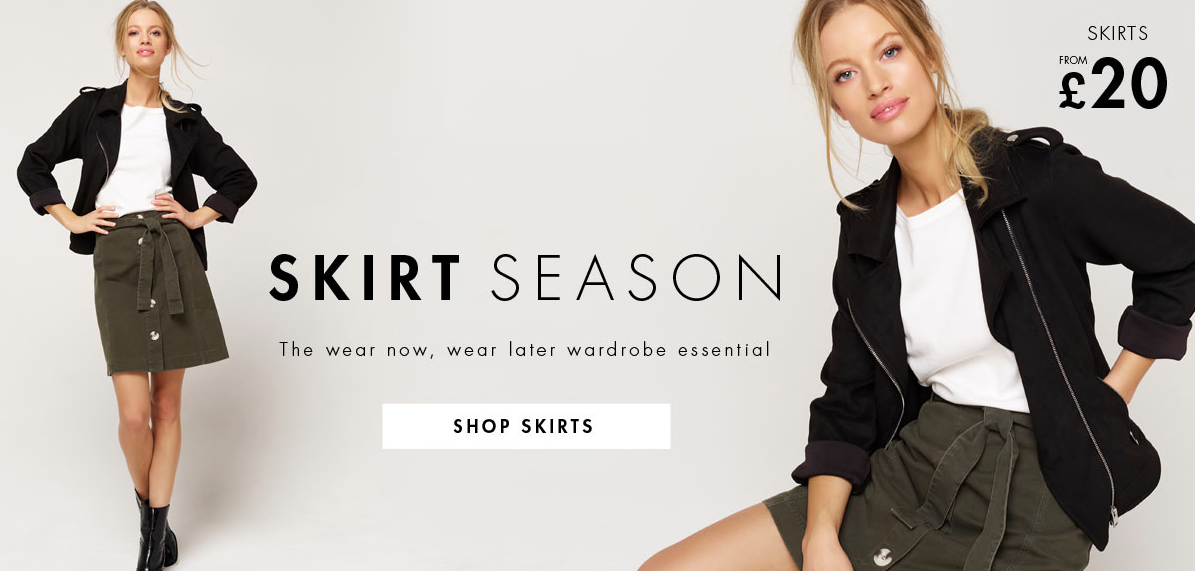 SKIRTS
FROM
£20
SKIRT SEASON
The wear now, wear later wardrobe essential
SHOP SKIRTS